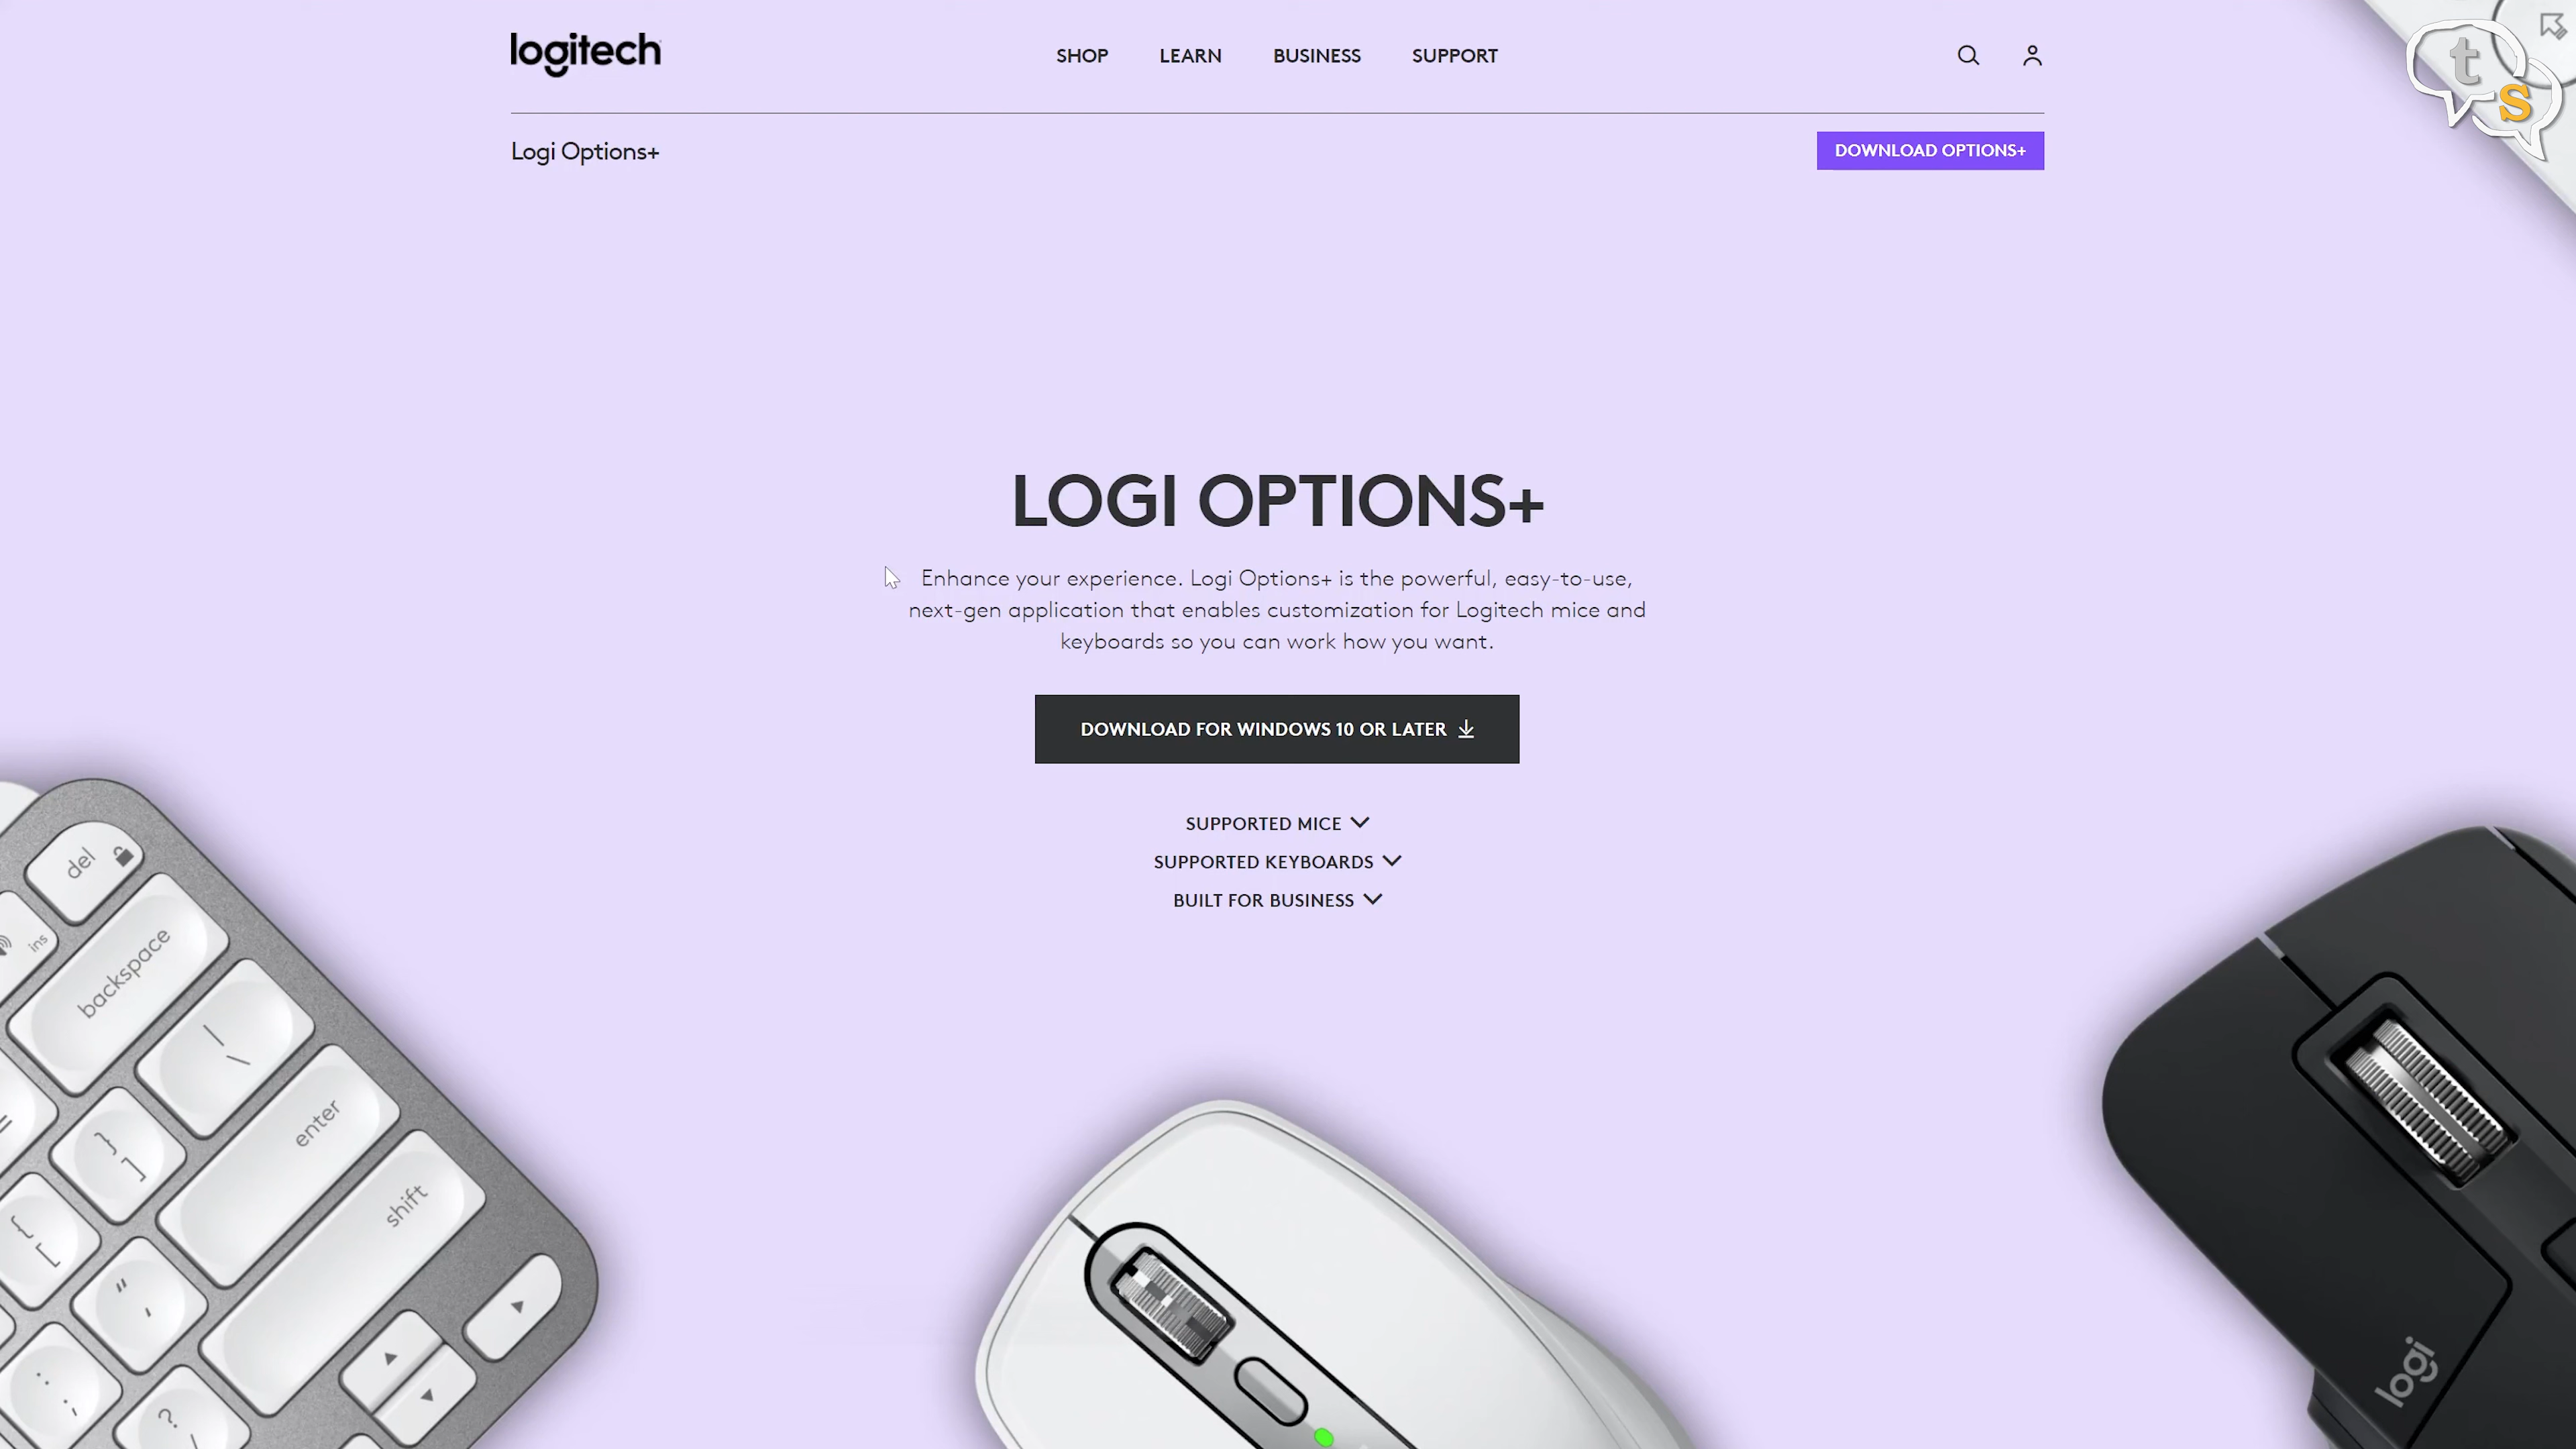 logitech
SHOP LEARN BUSINESS SUPPORT
ts
Logi Options+
DOWNLOAD OPTIONS+
LOGI OPTIONS+
Enhance your experience. Logi Options+ is the powerful, easy-to-use,
next-gen application that enables customization for Logitech mice and
keyboards so you can work how you want.
DOWNLOAD FOR WINDOWS 10 OR LATER
SUPPORTED MICE
SUPPORTED KEYBOARDS
BUILT FOR BUSINESS
del
ins
backspace
| \
enter
} ]
shift
{ [
" '
: ;
?
logi